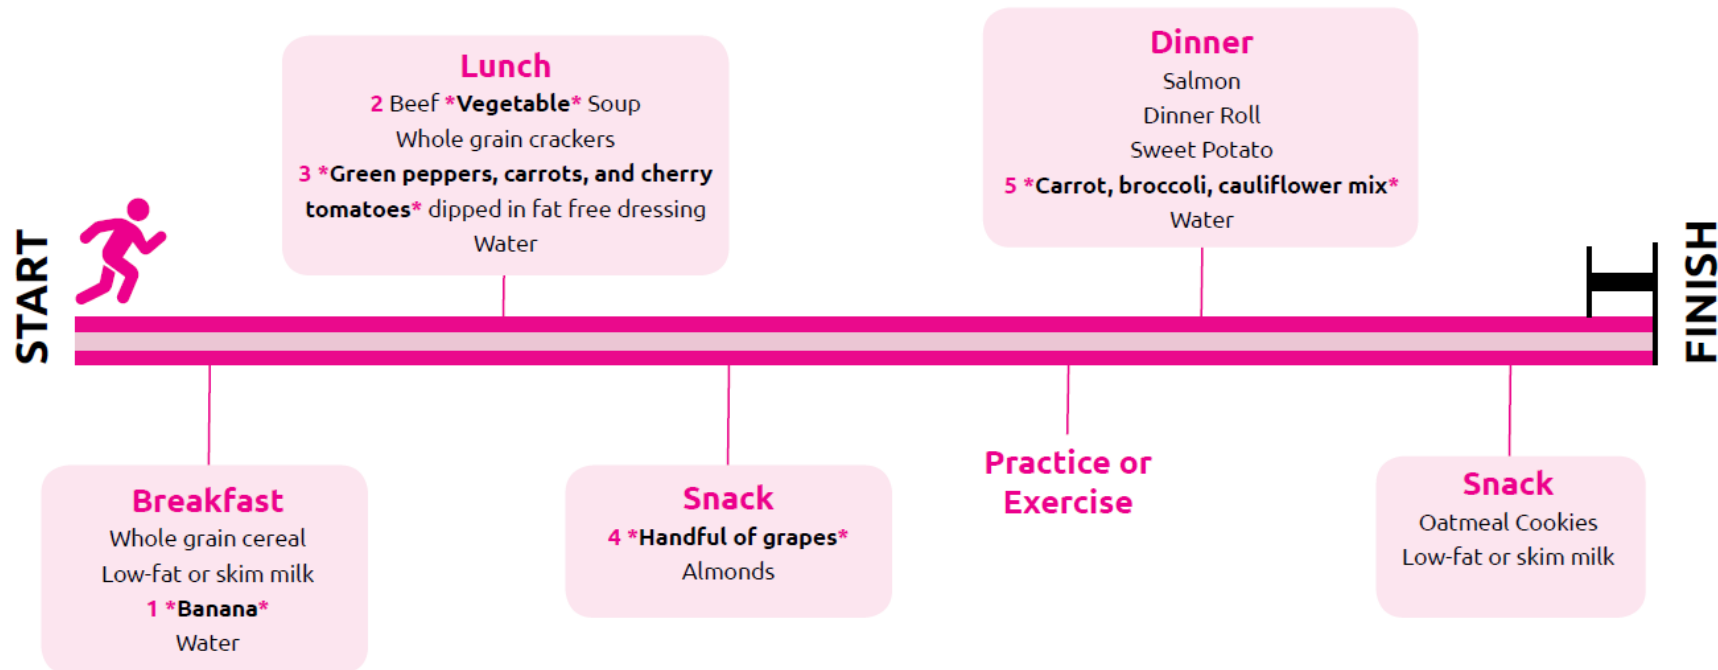 START
Breakfast
Whole grain cereal
Low-fat or skim milk
1 *Banana*
Water
Lunch
2 Beef *Vegetable* Soup
Whole grain crackers
3 *Green peppers, carrots, and cherry
tomatoes* dipped in fat free dressing
Water
Snack
4 *Handful of grapes*
Almonds
Practice or
Exercise
Dinner
Salmon
Dinner Roll
Sweet Potato
5 *Carrot, broccoli, cauliflower mix*
Water
Snack
Oatmeal Cookies
Low-fat or skim milk
FINISH